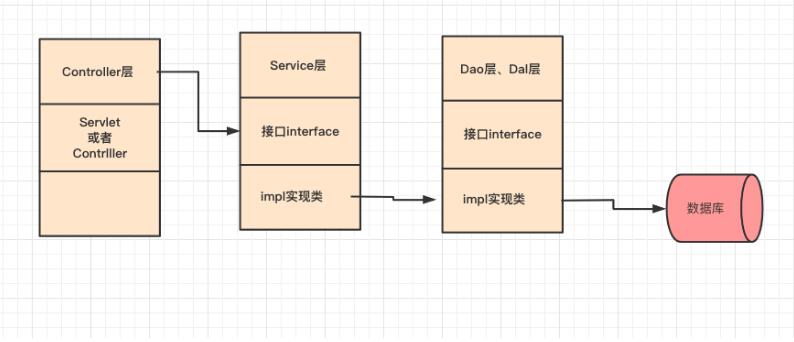 Controller层
Servlet
或者
Contrlller
Service层
接口interface
impl实现类
Dao层、Dal层
接口interface
impl实现类
数据库